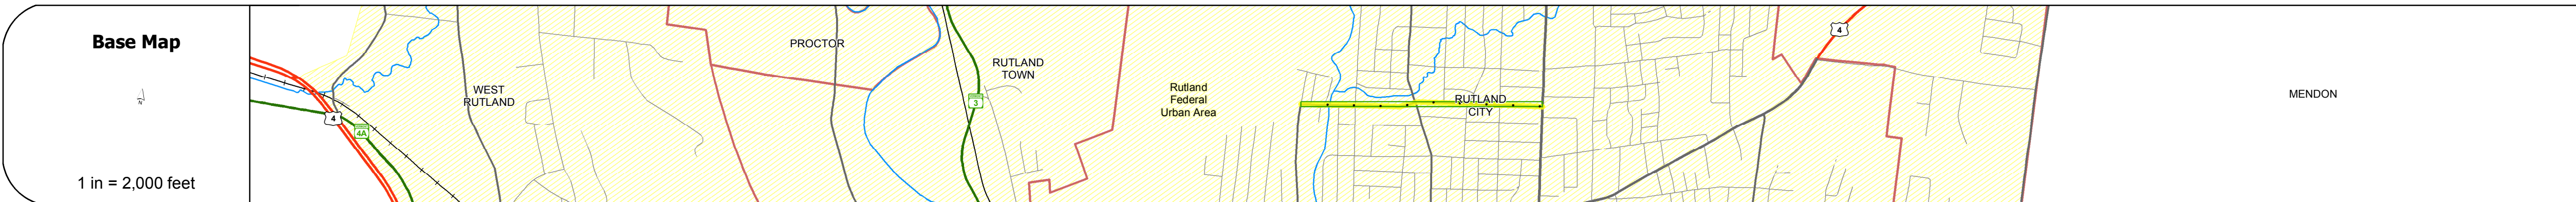 Base Map
1 in = 2,000 feet
4
4A
WEST
RUTLAND
PROCTOR
3
RUTLAND
TOWN
Rutland
Federal
Urban Area
RUTLAND
CITY
4
MENDON